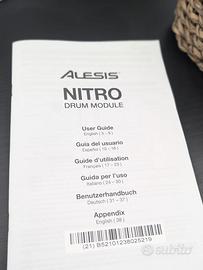 ALESIS
NITRO
DRUM MODULE
User Guide
English ( 3 – 9 )
Guía del usuario
Español ( 10 – 16 )
Guide d'utilisation
Français ( 17 – 23 )
Guida per l'uso
Italiano ( 24 – 30 )
Benutzerhandbuch
Deutsch ( 31 – 37 )
Appendix
English ( 38 )
(21) B52101238025219
subito